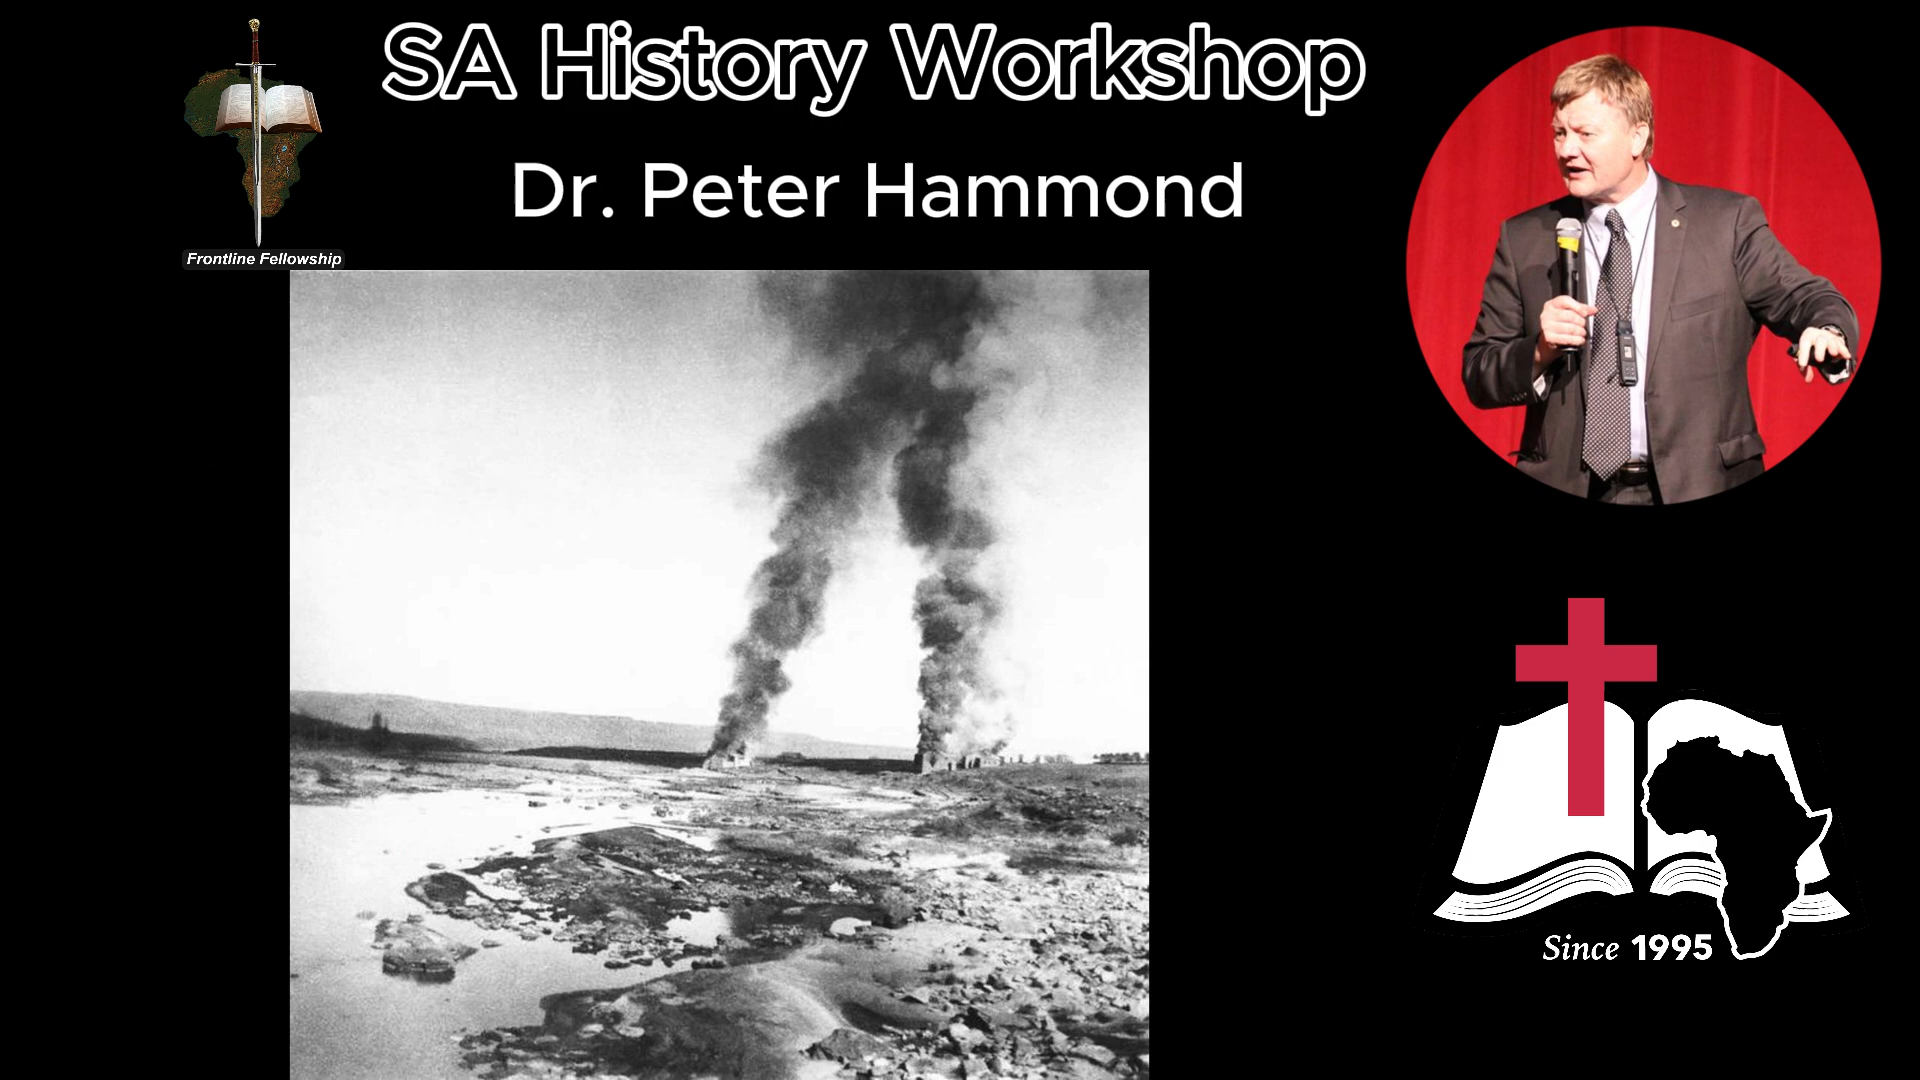 SA History Workshop
Dr. Peter Hammond
Frontline Fellowship
Since 1995